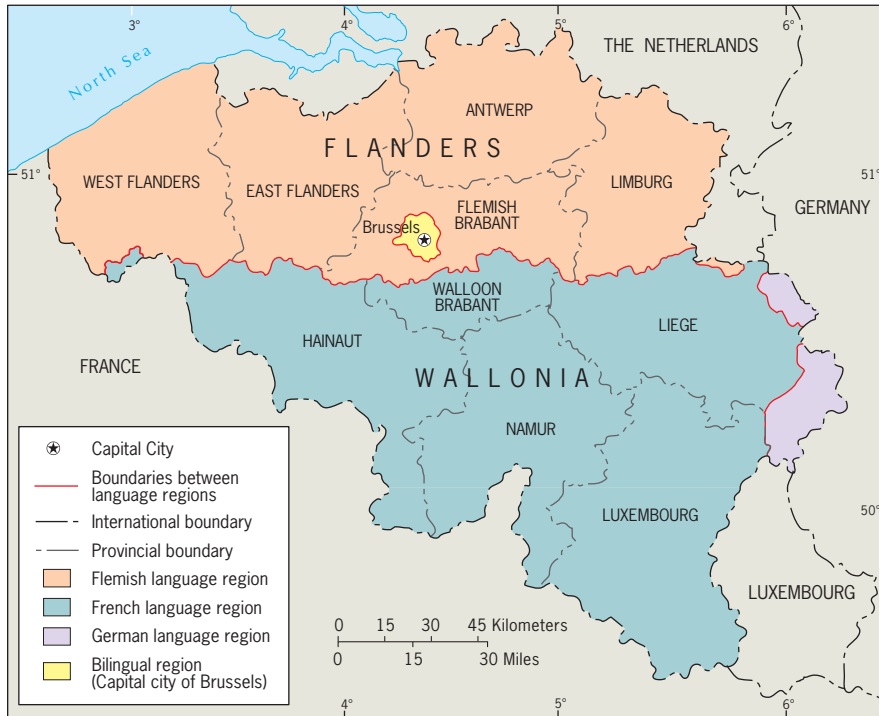 3°
4°
5°
6°
THE NETHERLANDS
North Sea
ANTWERP
FLANDERS
51°
WEST FLANDERS
EAST FLANDERS
LIMBURG
51°
FLEMISH
BRABANT
GERMANY
Brussels
WALLOON
BRABANT
HAINAUT
LIEGE
FRANCE
WALLONIA
NAMUR
LUXEMBOURG
50°
LUXEMBOURG
Capital City
Boundaries between
language regions
International boundary
Provincial boundary
Flemish language region
French language region
German language region
Bilingual region
(Capital city of Brussels)
0 15 30 45 Kilometers
0 15 30 Miles
4°
5°
6°